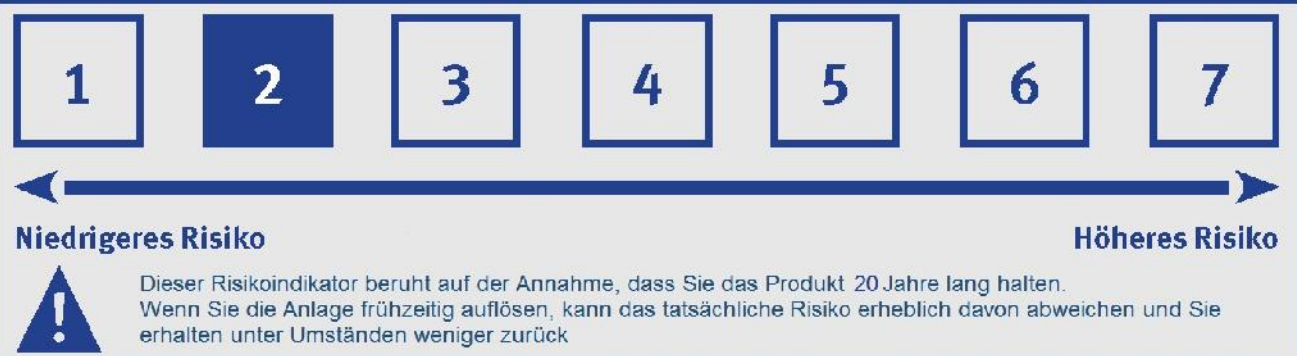 1 2 3 4 5 6 7
Niedrigeres Risiko Höheres Risiko
Dieser Risikoindikator beruht auf der Annahme, dass Sie das Produkt 20 Jahre lang halten.
Wenn Sie die Anlage frühzeitig auflösen, kann das tatsächliche Risiko erheblich davon abweichen und Sie
erhalten unter Umständen weniger zurück